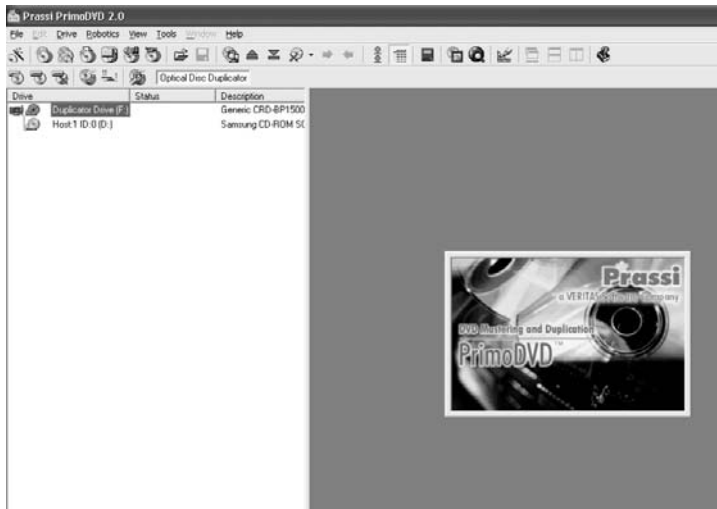 Prassi PrimoDVD 2.0
File Edit Drive Robotics View Tools Window Help
Optical Disc Duplicator
Drive Status Description
Duplicator Drive (F:) Generic CRD-BP1500
Host:1 ID:0 (D:) Samsung CD-ROM SC
Prassi
a VERITAS Software Company
DVD Mastering and Duplication
PrimoDVD™